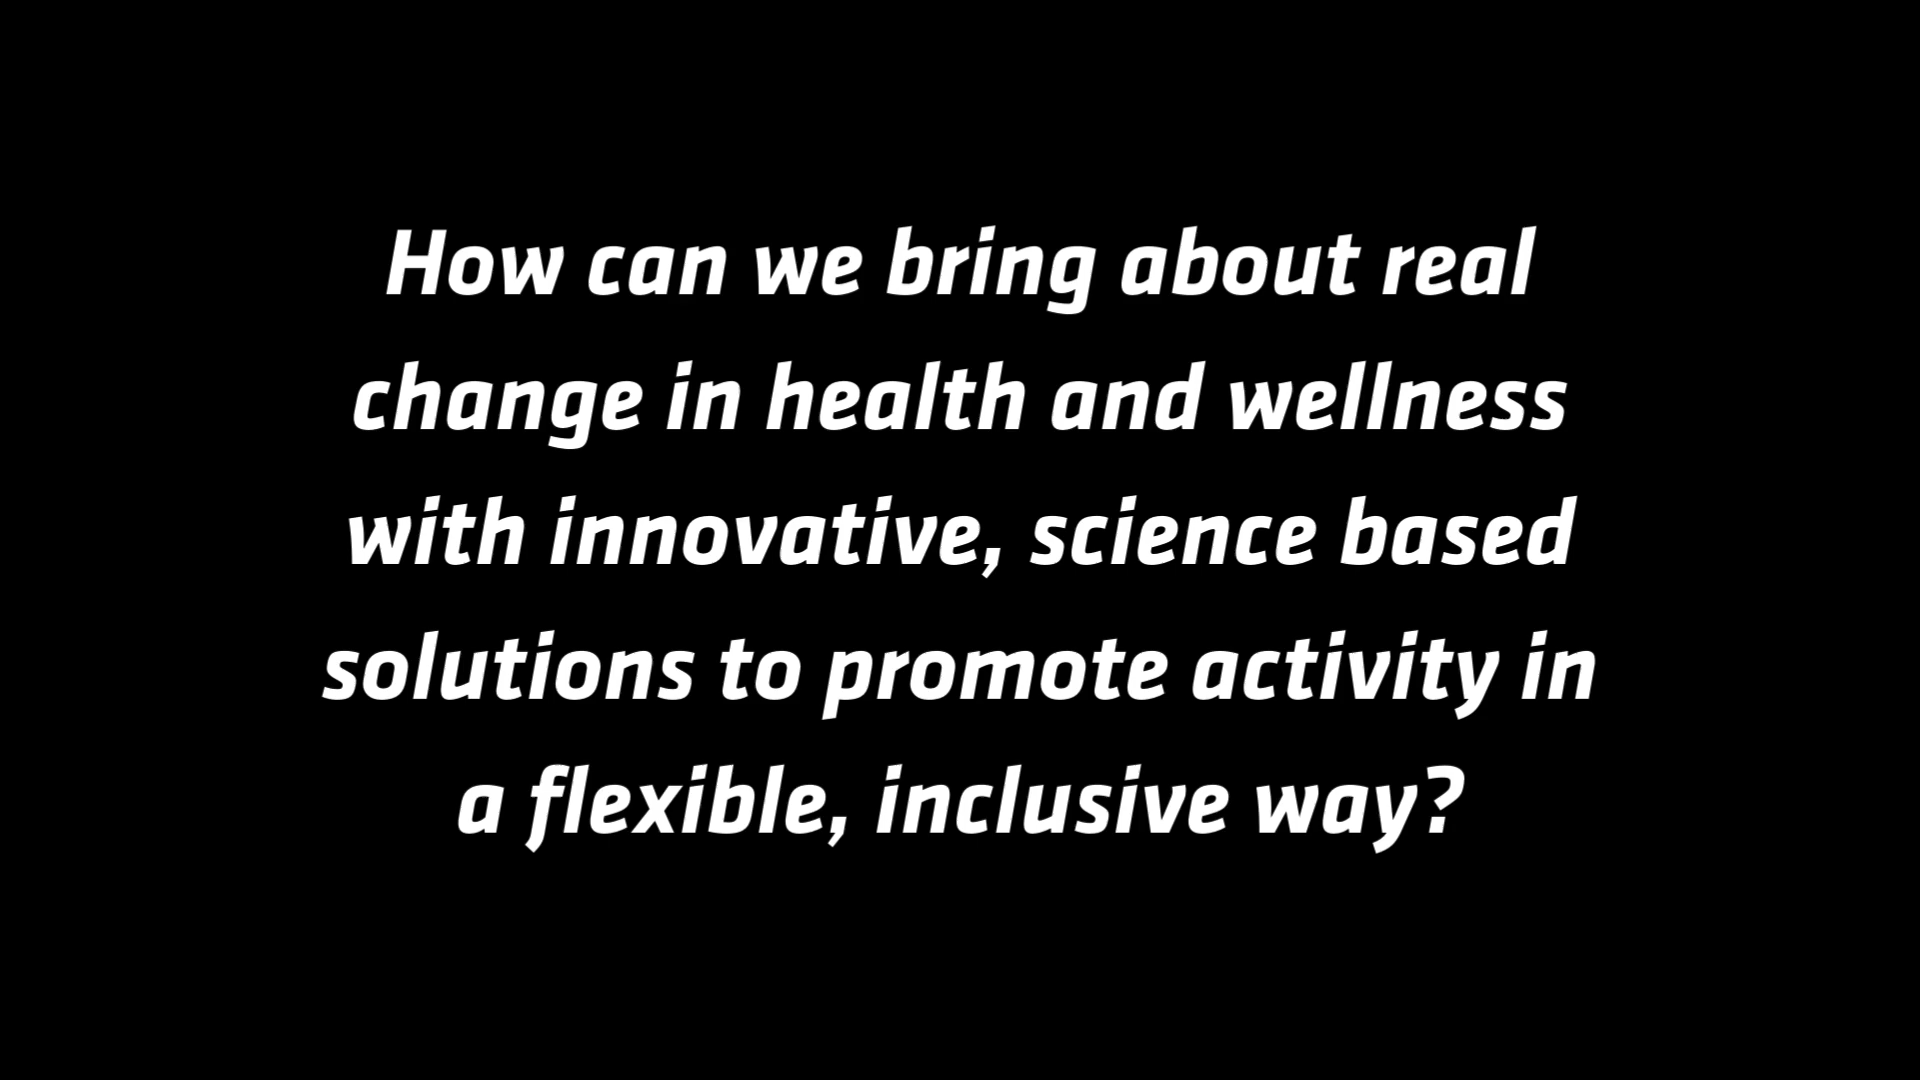 How can we bring about real
change in health and wellness
with innovative, science based
solutions to promote activity in
a flexible, inclusive way?